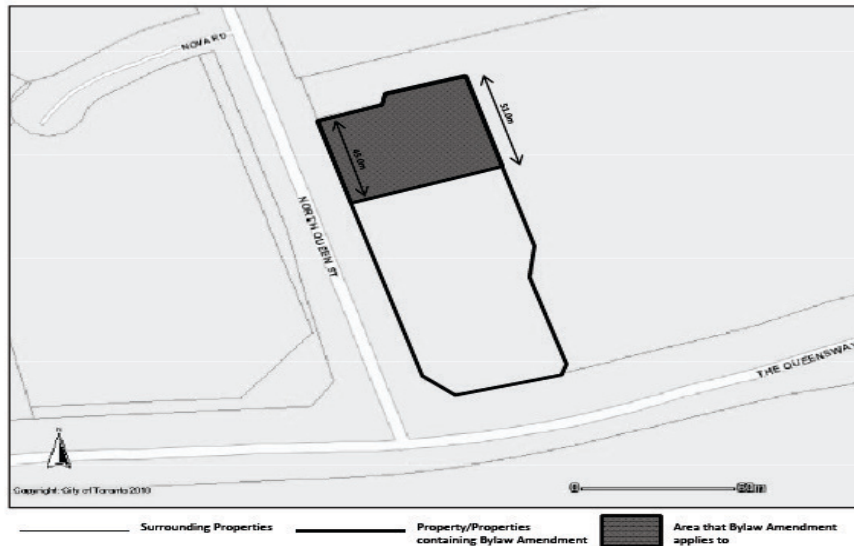 NOVA RD
51.0m
NORTH QUEEN ST
THE QUEENSWAY
N
Copyright: City of Toronto 2010
0
Surrounding Properties
Property/Properties
containing Bylaw Amendment
Area that Bylaw Amendment
applies to